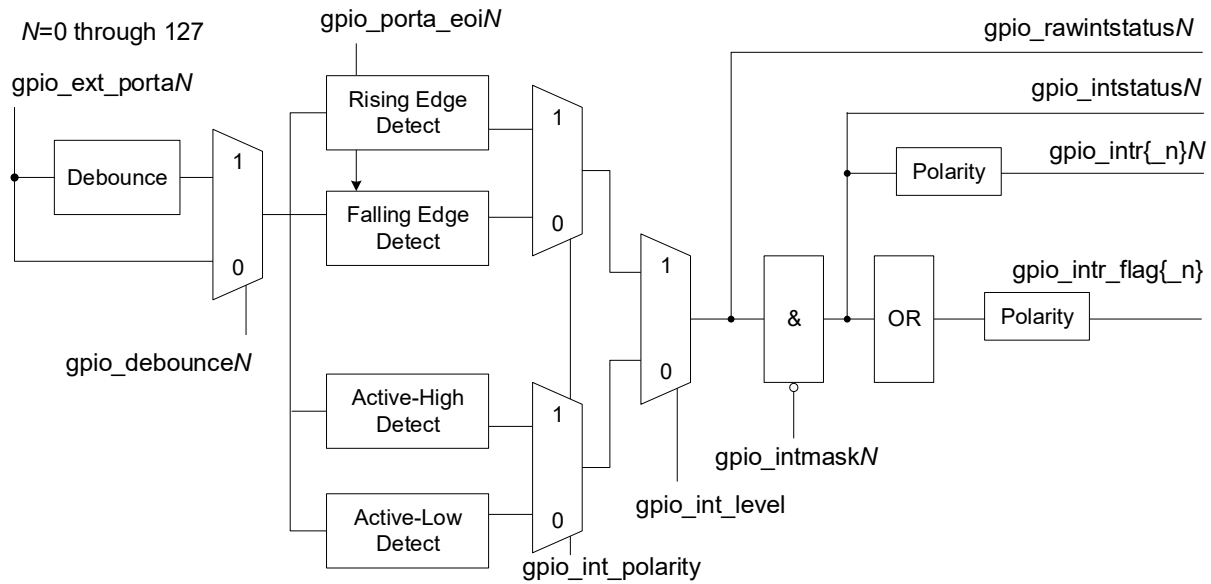 N=0 through 127
gpio_porta_eoiN
gpio_rawintstatusN
gpio_ext_portaN
gpio_intstatusN
Rising Edge
Detect
1
gpio_intr{_n}N
1
Debounce
Polarity
Falling Edge
Detect
0
0
1
gpio_intr_flag{_n}
&
OR
Polarity
gpio_debounceN
0
Active-High
Detect
1
gpio_intmaskN
gpio_int_level
Active-Low
Detect
0
gpio_int_polarity